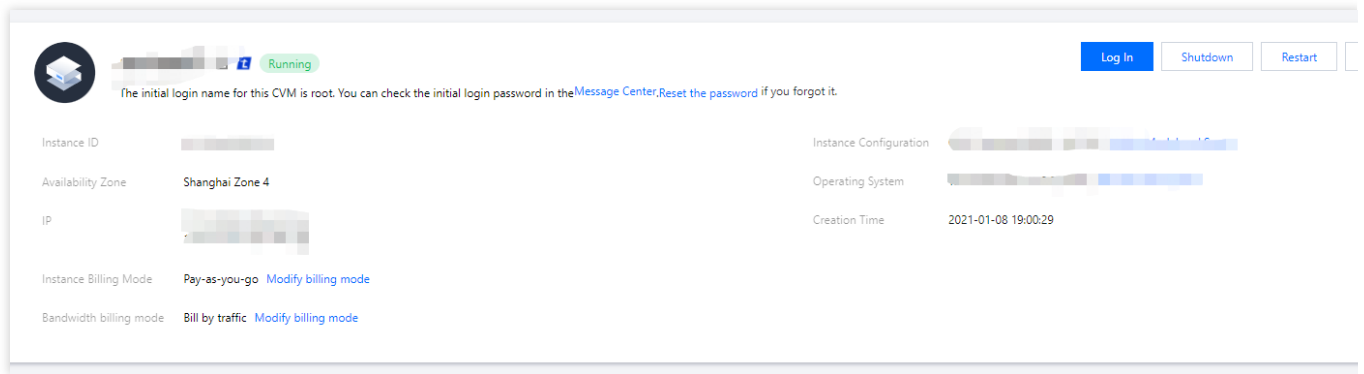 Running
Log In
Shutdown
Restart
The initial login name for this CVM is root. You can check the initial login password in the Message Center, Reset the password if you forgot it.
Instance ID
Instance Configuration
Availability Zone
Shanghai Zone 4
Operating System
IP
Creation Time
2021-01-08 19:00:29
Instance Billing Mode
Pay-as-you-go Modify billing mode
Bandwidth billing mode
Bill by traffic Modify billing mode